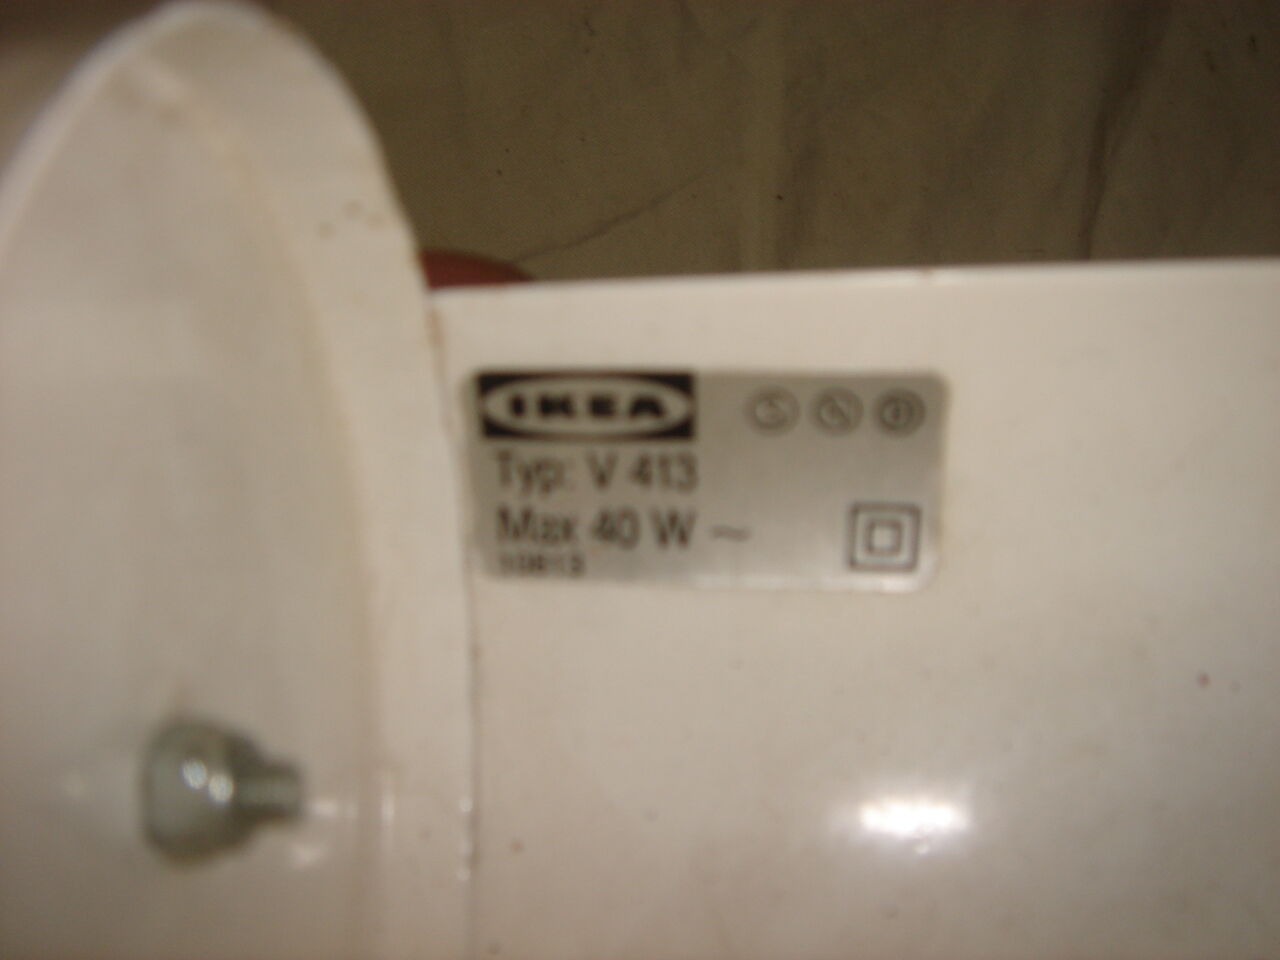 IKEA
Typ: V 413
Max 40 W ~